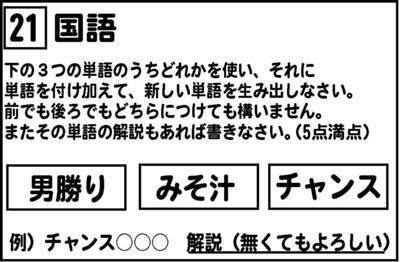 21 国語
下の3つの単語のうちどれかを使い、それに
単語を付け加えて、新しい単語を生み出しなさい。
前でも後ろでもどちらにつけても構いません。
またその単語の解説もあれば書きなさい。(5点満点)
男勝り みそ汁 チャンス
例)チャンス○○○ 解説(無くてもよろしい)